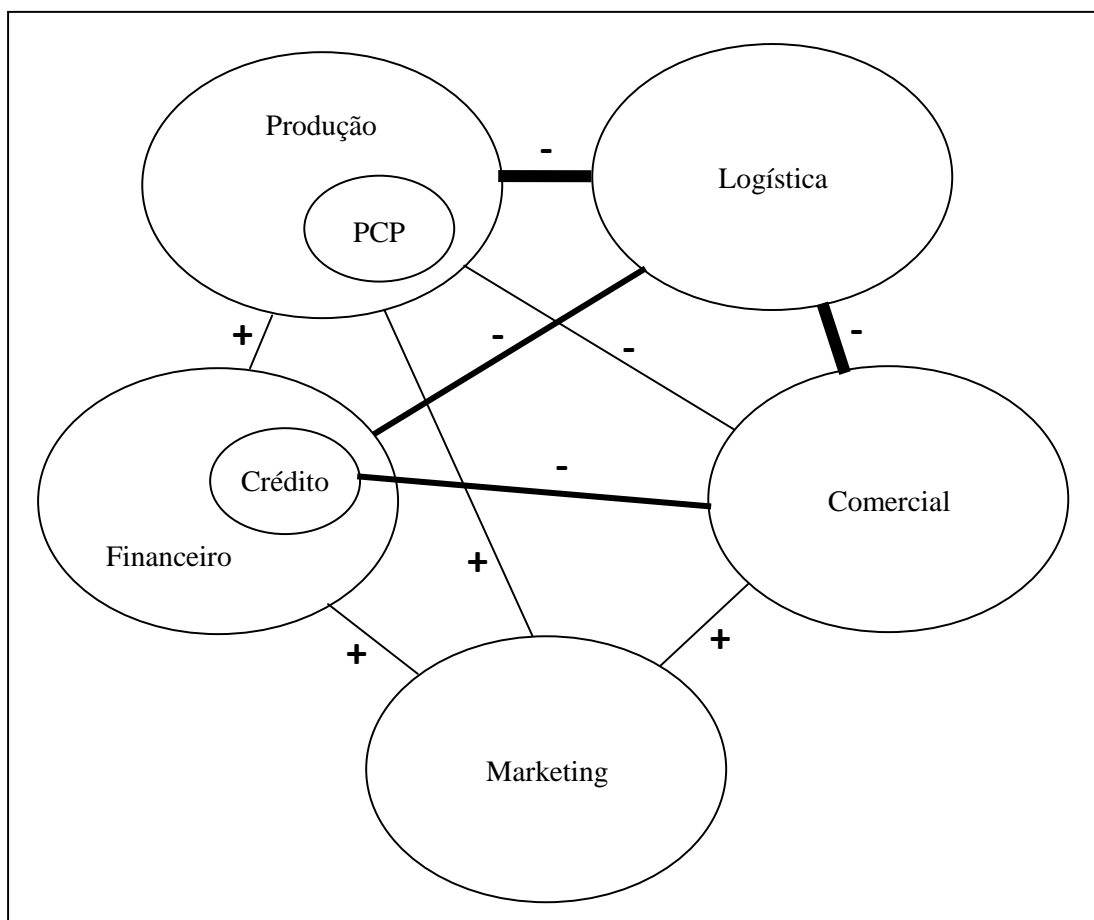 Produção
-
Logística
PCP
+
-
-
-
Crédito
-
Comercial
Financeiro
+
+
+
Marketing